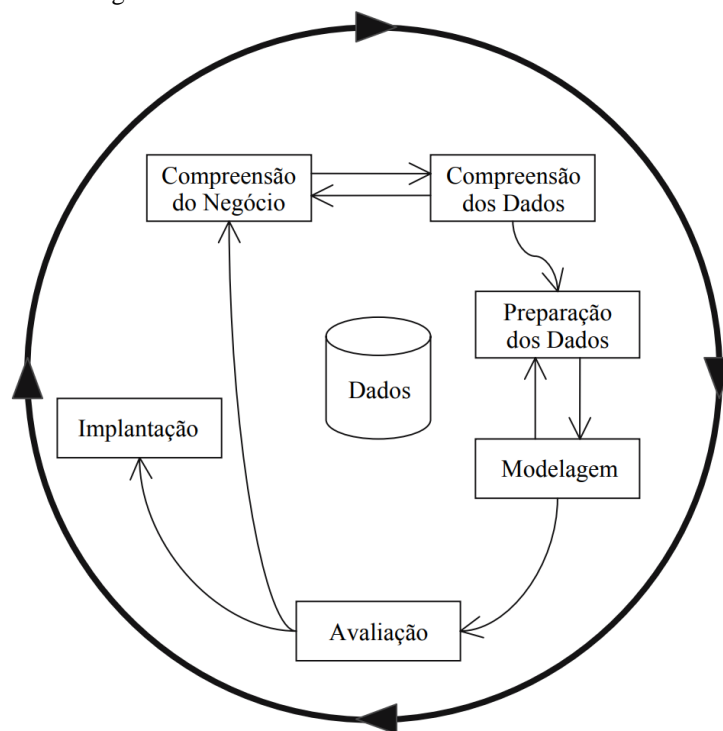 Compreensão
do Negócio
Compreensão
dos Dados
Preparação
dos Dados
Dados
Implantação
Modelagem
Avaliação